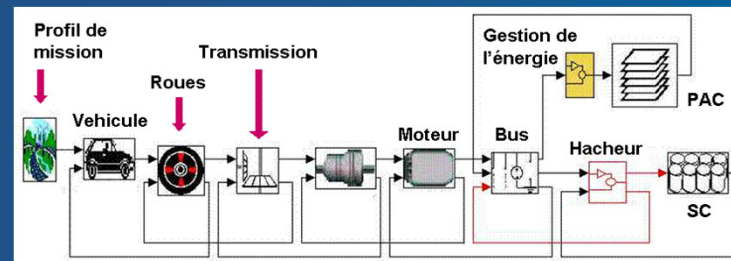 Profil de
mission
Transmission
Gestion de
l'énergie
Roues
PAC
Vehicule
Moteur
Bus
Hacheur
SC